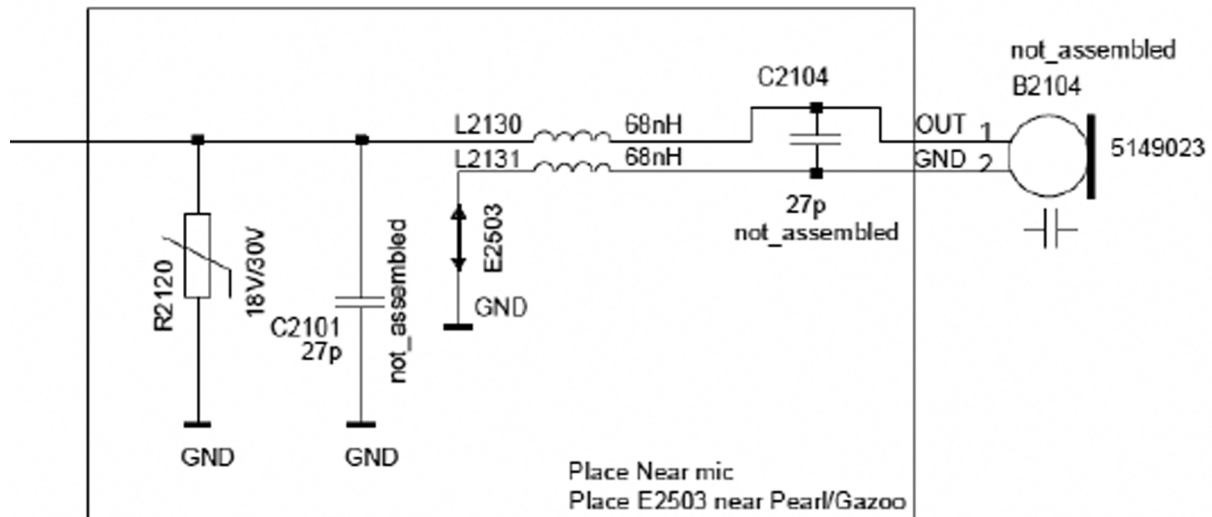 not_assembled
B2104
C2104
L2130
68nH
OUT
1
L2131
68nH
GND
2
5149023
27p
not_assembled
E2503
R2120
18V/30V
not_assembled
C2101
27p
GND
GND
GND
Place Near mic
Place E2503 near Pearl/Gazoo